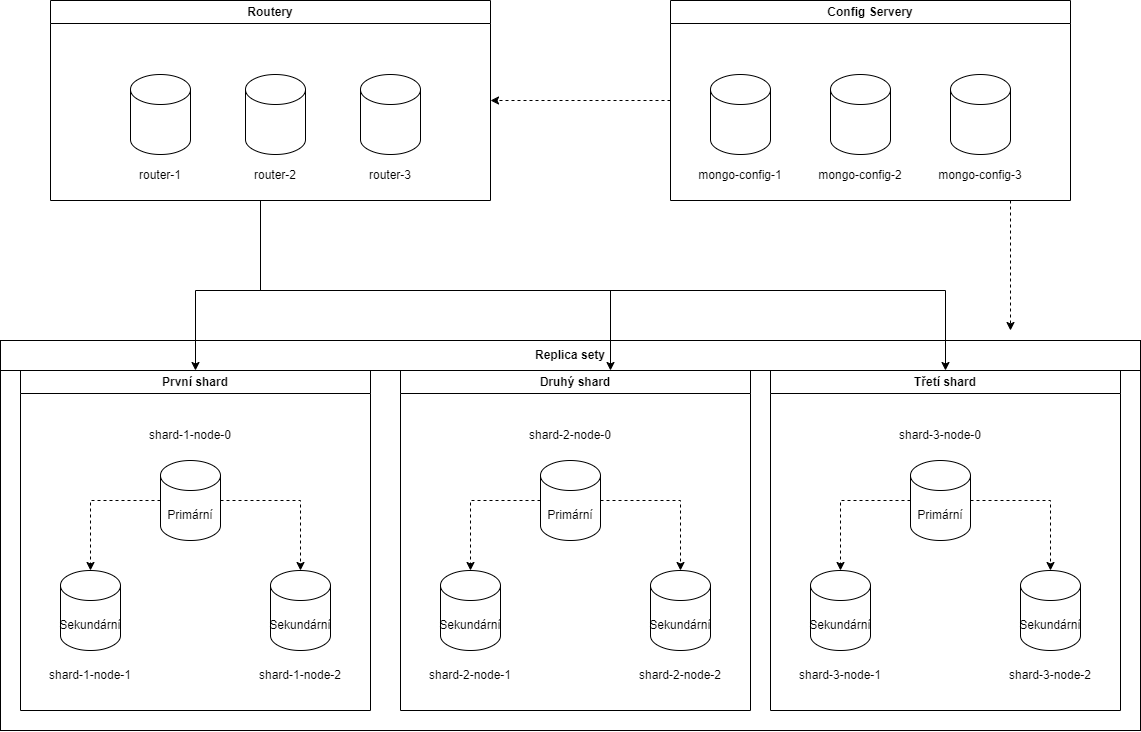 Routery
Config Servery
router-1
router-2
router-3
mongo-config-1
mongo-config-2
mongo-config-3
Replica sety
První shard
Druhý shard
Třetí shard
shard-1-node-0
shard-2-node-0
shard-3-node-0
Primární
Primární
Primární
Sekundární
Sekundární
Sekundární
Sekundární
Sekundární
Sekundární
shard-1-node-1
shard-1-node-2
shard-2-node-1
shard-2-node-2
shard-3-node-1
shard-3-node-2